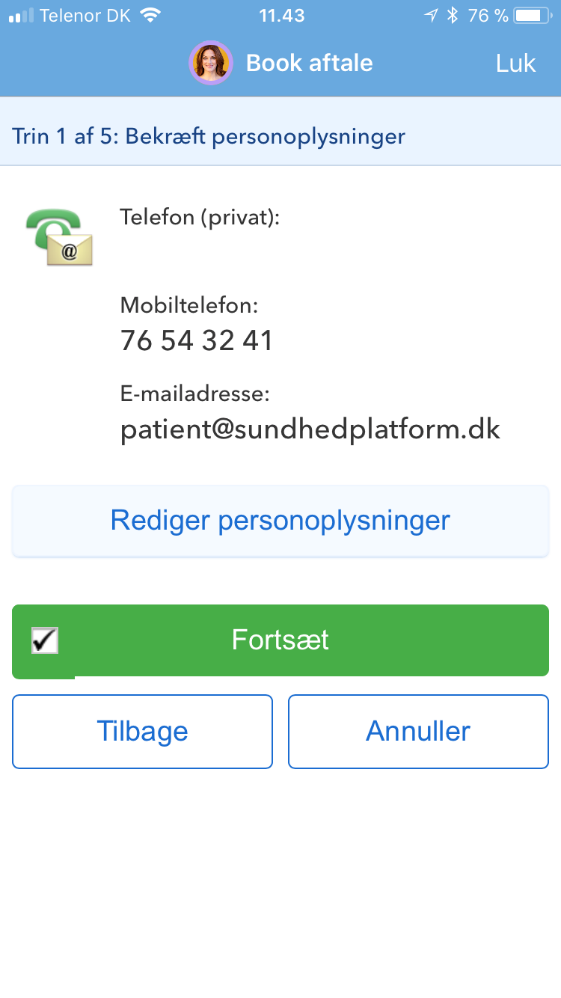 Telenor DK 11.43 76 %
Book aftale Luk
Trin 1 af 5: Bekræft personoplysninger
Telefon (privat):
@
Mobiltelefon:
76 54 32 41
E-mailadresse:
patient@sundhedplatform.dk
Rediger personoplysninger
Fortsæt
Tilbage Annuller